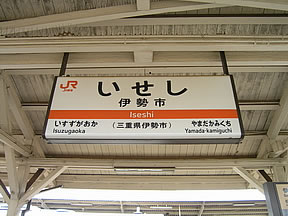 JR
いせし
伊勢市
Iseshi
(三重県伊勢市)
いすずがおか やまだかみぐち
Isuzugaoka Yamada-kamiguchi